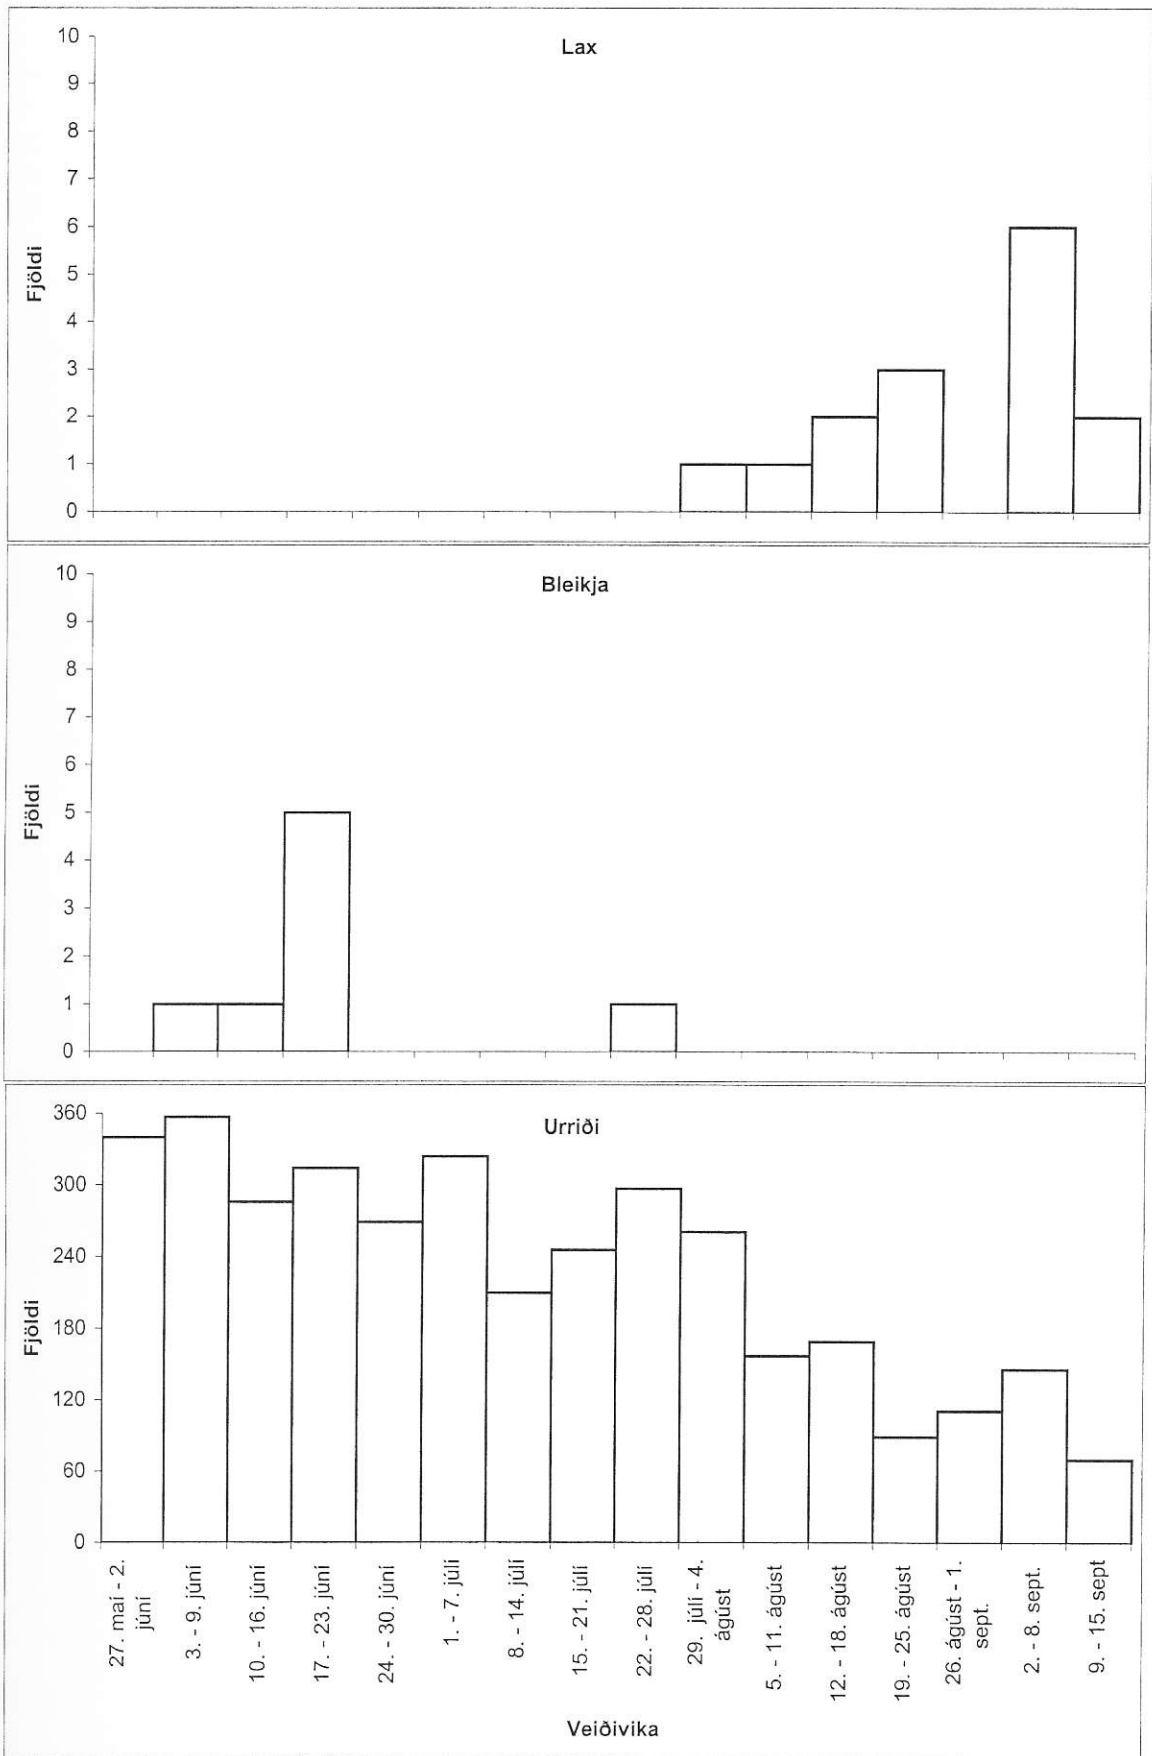 Lax
10
9
8
7
6
5
4
3
2
1
0
Fjöldi
Bleikja
10
9
8
7
6
5
4
3
2
1
0
Fjöldi
Urriði
360
300
240
180
120
60
0
Fjöldi
27. maí - 2.
júní
3. - 9. júní
10. - 16. júní
17. - 23. júní
24. - 30. júní
1. - 7. júlí
8. - 14. júlí
15. - 21. júlí
22. - 28. júlí
29. júlí - 4.
ágúst
5. - 11. ágúst
12. - 18. ágúst
19. - 25. ágúst
26. ágúst - 1.
sept.
2. - 8. sept.
9. - 15. sept
Veiðivika